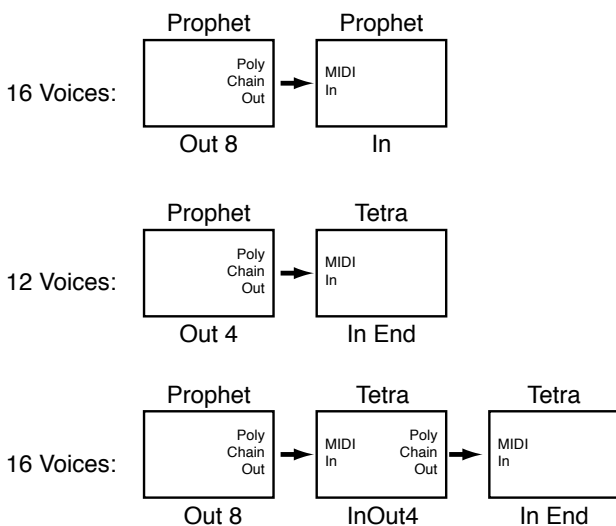 Prophet Prophet
16 Voices:
Poly
Chain
Out
MIDI
In
Out 8 In
Prophet Tetra
12 Voices:
Poly
Chain
Out
MIDI
In
Out 4 In End
Prophet Tetra Tetra
16 Voices:
Poly
Chain
Out
MIDI
In
Poly
Chain
Out
MIDI
In
Out 8 InOut4 In End